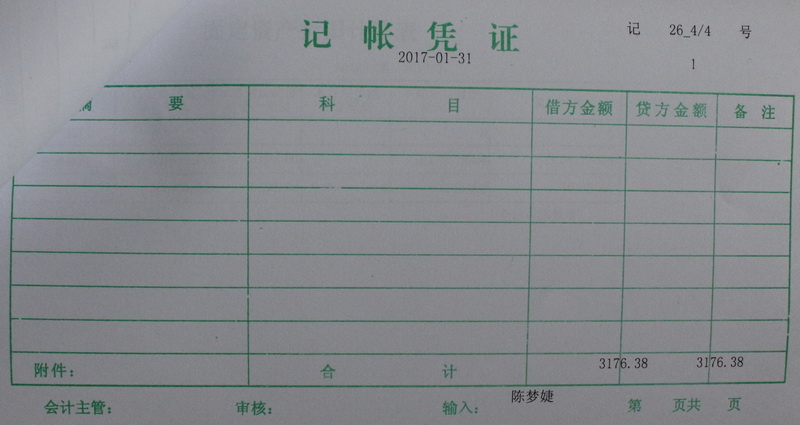 记帐凭证
记 26_4/4 号
2017-01-31
1
要 科目 借方金额 贷方金额 备注
附件: 合计 3176.38 3176.38
会计主管: 审核: 输入: 陈梦婕 第 页共 页